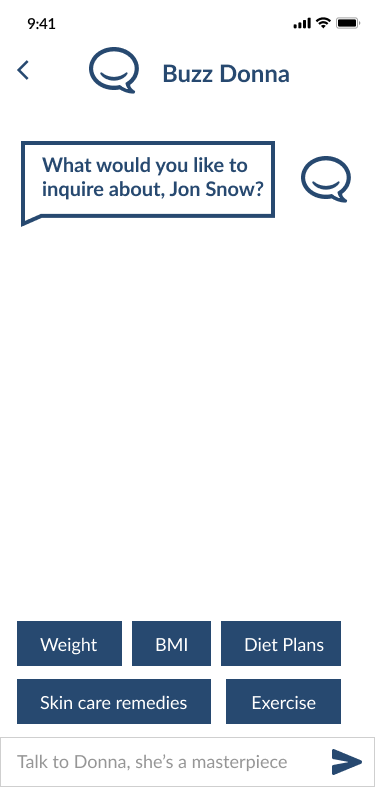 9:41
Buzz Donna
What would you like to
inquire about, Jon Snow?
Weight BMI Diet Plans
Skin care remedies Exercise
Talk to Donna, she's a masterpiece